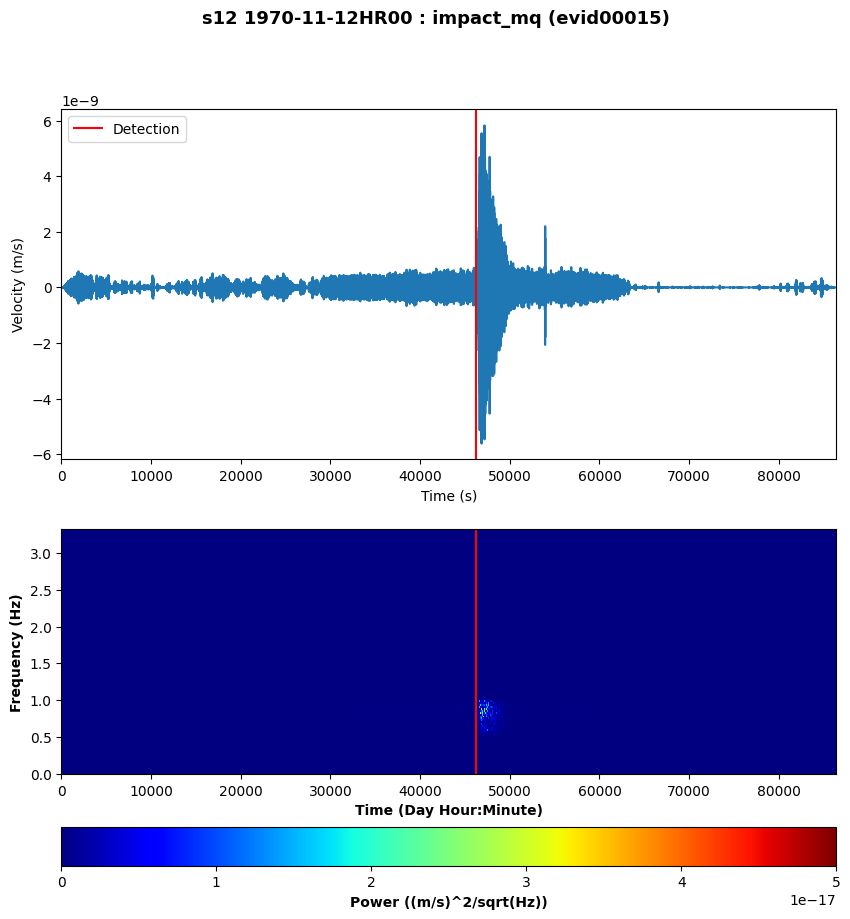 s12 1970-11-12HR00 : impact_mq (evid00015)
1e−9
Detection
6
4
2
0
−2
−4
−6
Velocity (m/s)
0 10000 20000 30000 40000 50000 60000 70000 80000
Time (s)
3.0
2.5
2.0
1.5
1.0
0.5
0.0
Frequency (Hz)
0 10000 20000 30000 40000 50000 60000 70000 80000
Time (Day Hour:Minute)
0 1 2 3 4 5
1e−17
Power ((m/s)^2/sqrt(Hz))